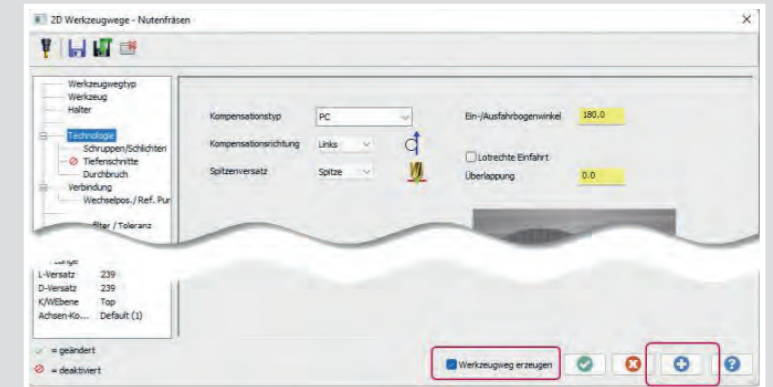 2D Werkzeugwege - Nutenfräsen
Werkzeugwegtyp
Werkzeug
Halter
Technologie
Schruppen/Schlichten
Tiefenschritte
Durchbruch
Verbindung
Wechselpos./Ref. Pur
filter / Toleranz
L-Versatz 239
D-Versatz 239
K/WEbene Top
Achsen-Ko... Default (1)
= geändert
= deaktiviert
Kompensationstyp PC
Kompensationsrichtung Links
Spitzenversatz Spitze
Ein-/Ausfahrbogenwinkel 180.0
Lotrechte Einfahrt
Überlappung 0.0
Werkzeugweg erzeugen